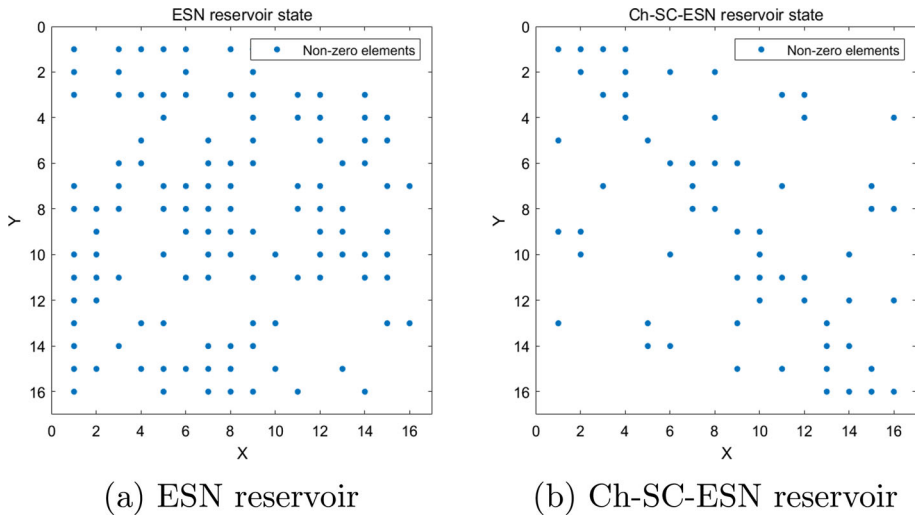 ESN reservoir state
Non-zero elements
0
2
4
6
8
10
12
14
16
Y
0 2 4 6 8 10 12 14 16
X
(a) ESN reservoir
Ch-SC-ESN reservoir state
Non-zero elements
0
2
4
6
8
10
12
14
16
Y
0 2 4 6 8 10 12 14 16
X
(b) Ch-SC-ESN reservoir